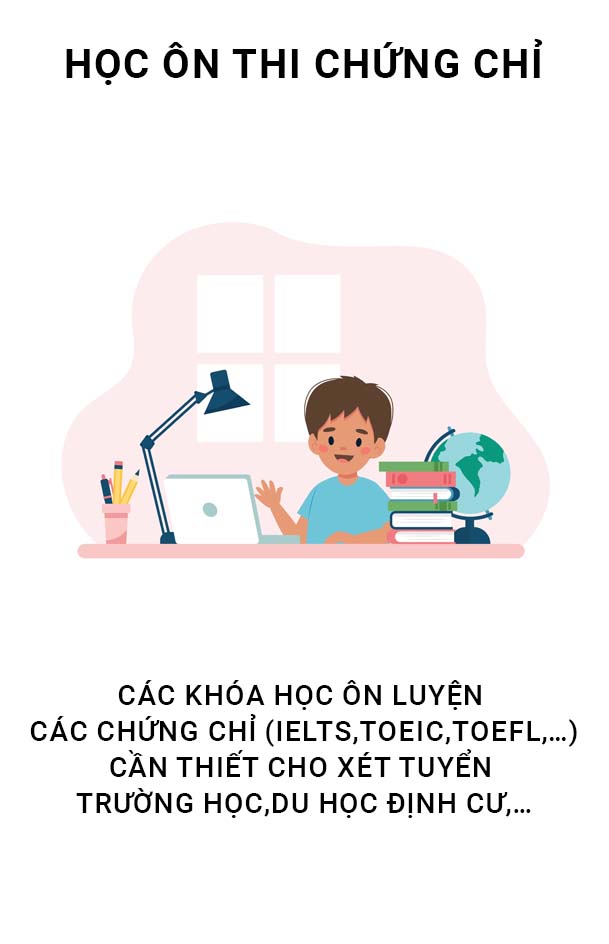 HỌC ÔN THI CHỨNG CHỈ
CÁC KHÓA HỌC ÔN LUYỆN
CÁC CHỨNG CHỈ (IELTS,TOEIC,TOEFL,...)
CẦN THIẾT CHO XÉT TUYỂN
TRƯỜNG HỌC,DU HỌC ĐỊNH CƯ,...